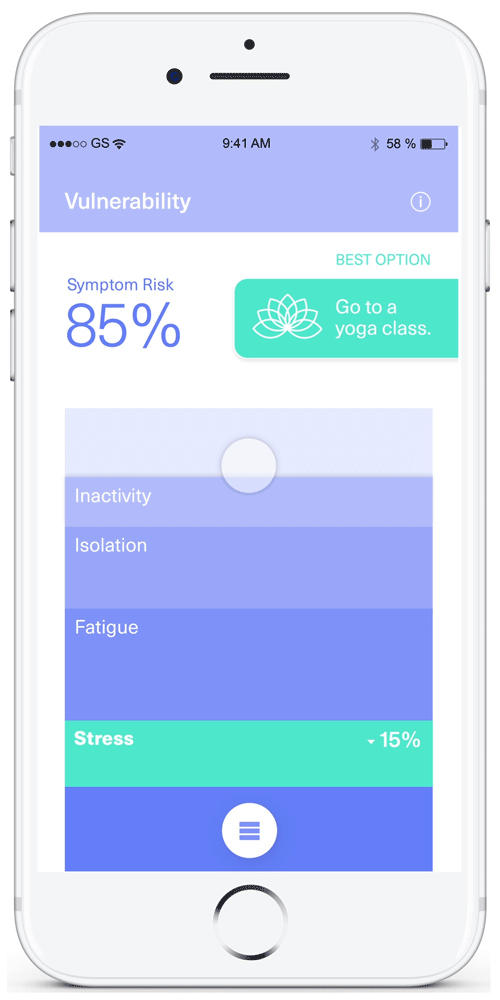 GS 9:41 AM 58 %
Vulnerability
BEST OPTION
Symptom Risk
85%
Go to a
yoga class.
Inactivity
Isolation
Fatigue
Stress 15%